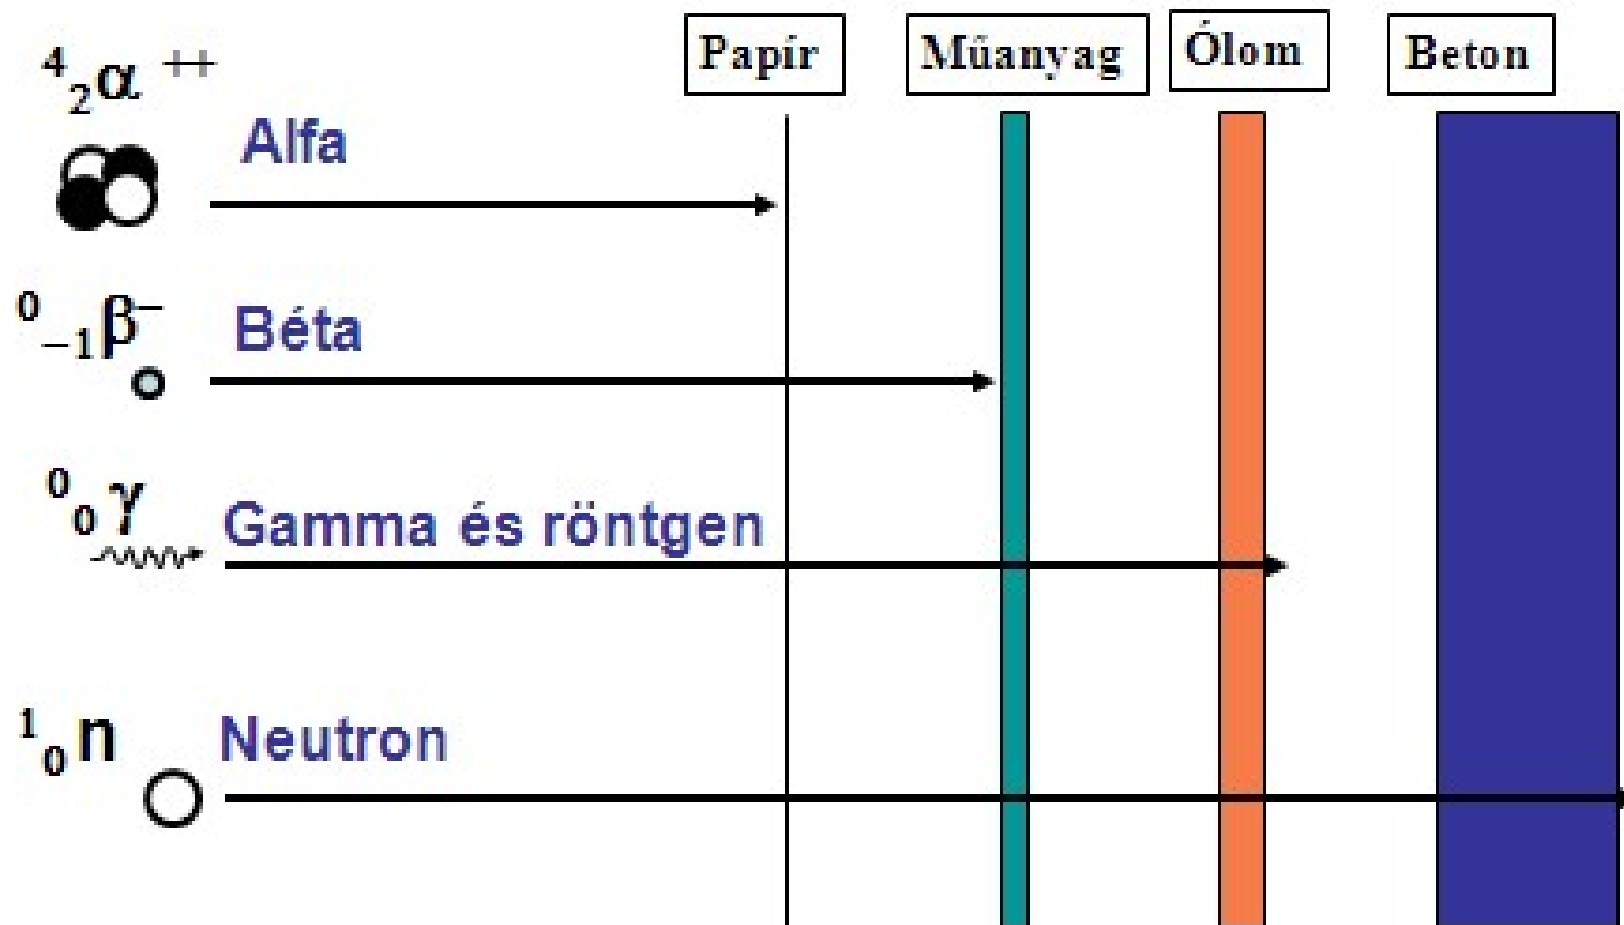 Papír Műanyag Ólom Beton
⁴₂α ⁺⁺
Alfa
⁰₋₁β⁻
Béta
⁰₀γ
Gamma és röntgen
¹₀n
Neutron